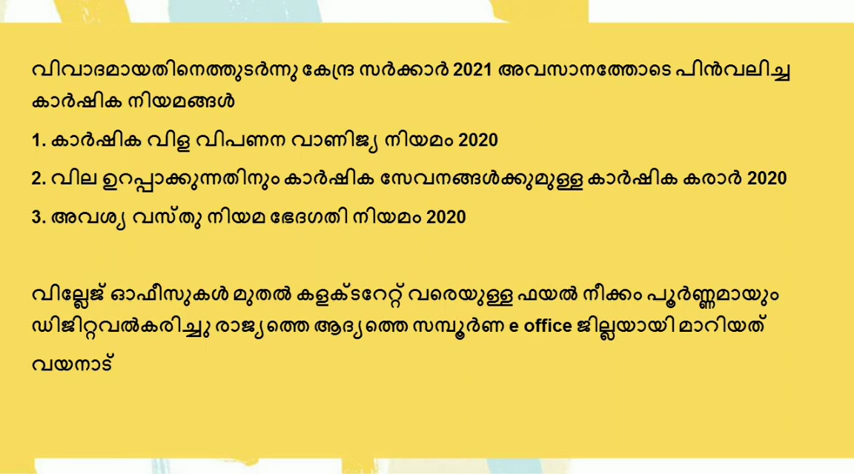 വിവാദമായതിനെത്തുടർന്നു കേന്ദ്ര സർക്കാർ 2021 അവസാനത്തോടെ പിൻവലിച്ച
കാർഷിക നിയമങ്ങൾ
1. കാർഷിക വിള വിപണന വാണിജ്യ നിയമം 2020
2. വില ഉറപ്പാക്കുന്നതിനും കാർഷിക സേവനങ്ങൾക്കുമുള്ള കാർഷിക കരാർ 2020
3. അവശ്യ വസ്തു നിയമ ഭേദഗതി നിയമം 2020
വില്ലേജ് ഓഫീസുകൾ മുതൽ കളക്ടറേറ്റ് വരെയുള്ള ഫയൽ നീക്കം പൂർണ്ണമായും
ഡിജിറ്റവൽകരിച്ചു രാജ്യത്തെ ആദ്യത്തെ സമ്പൂർണ e office ജില്ലയായി മാറിയത്
വയനാട്